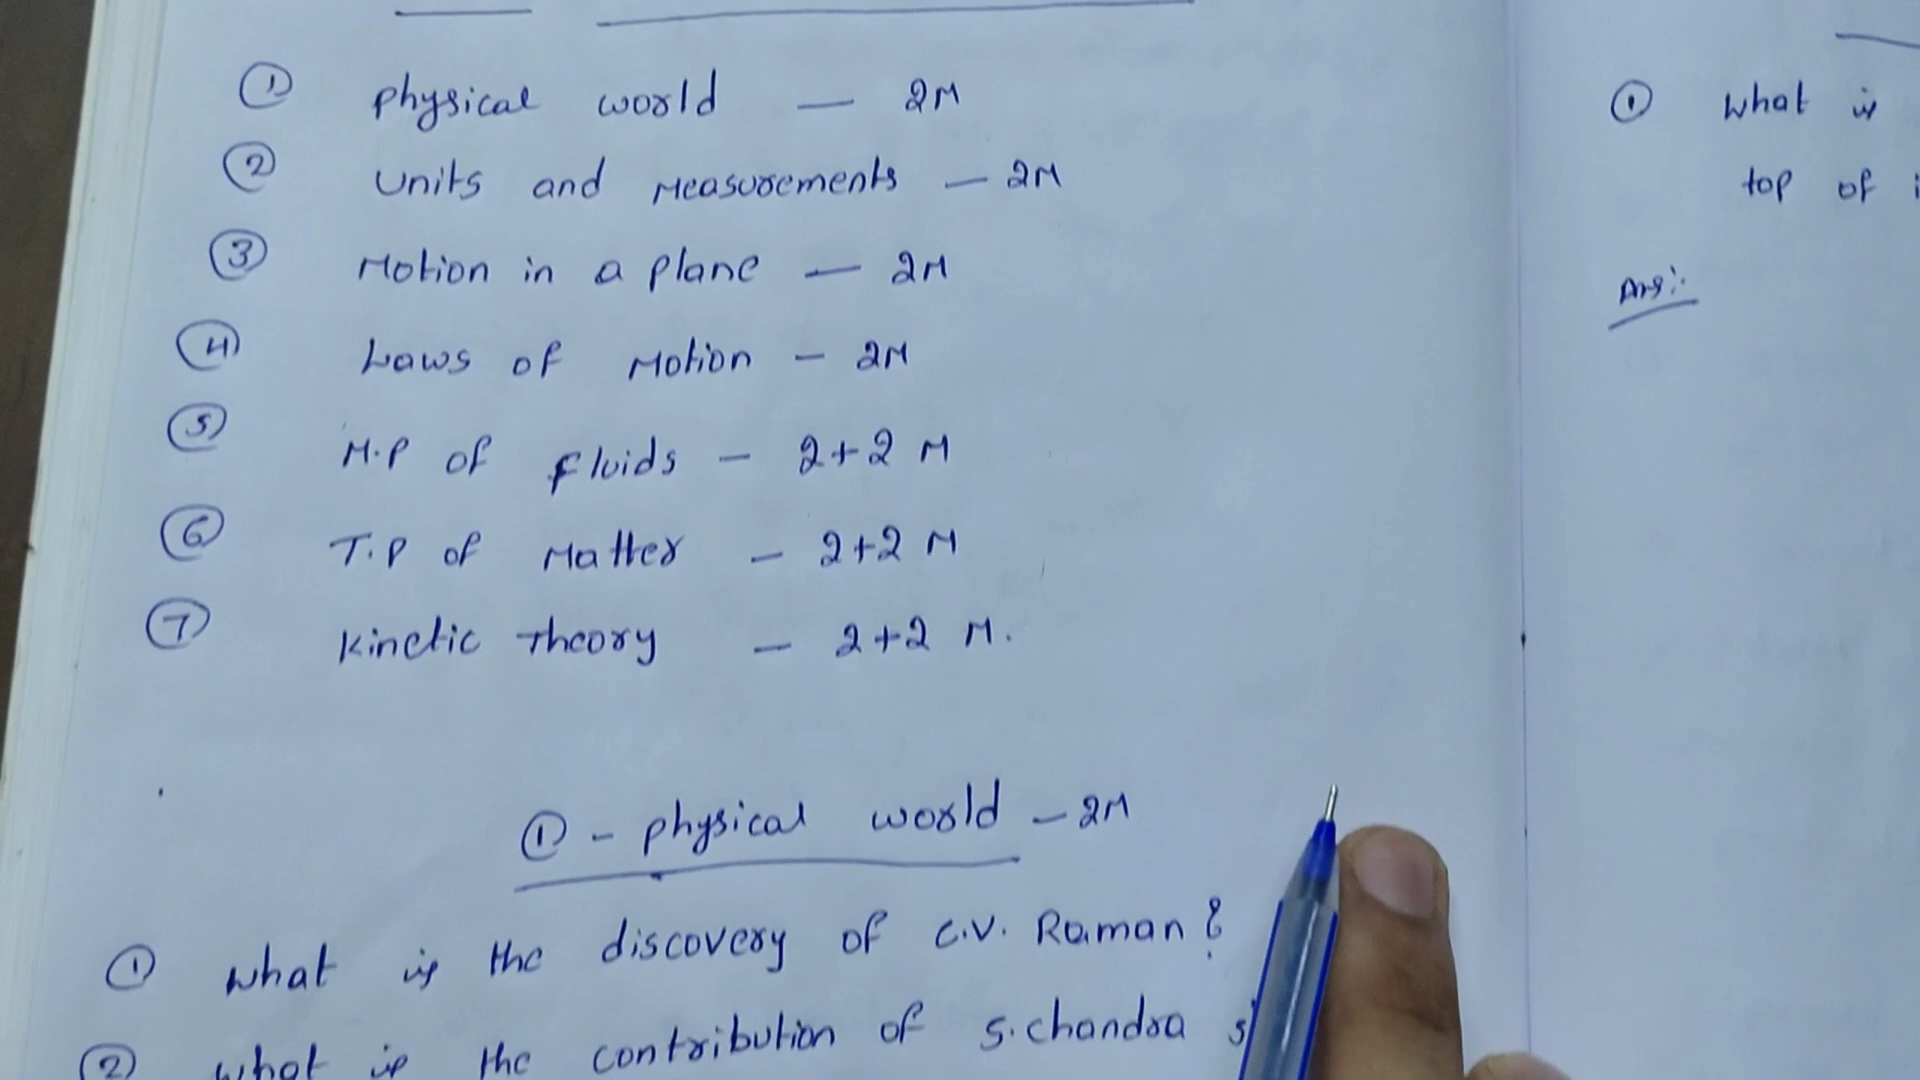 ① Physical world — 2M
② Units and Measurements — 2M
③ Motion in a plane — 2M
④ Laws of Motion — 2M
⑤ M.P of Fluids — 2+2 M
⑥ T.P of Matter — 2+2 M
⑦ Kinetic Theory — 2+2 M.
① - physical world — 2M
① What is the discovery of C.V. Raman?
② What is the contribution of S. chandra
① What is
top of
Ans:-